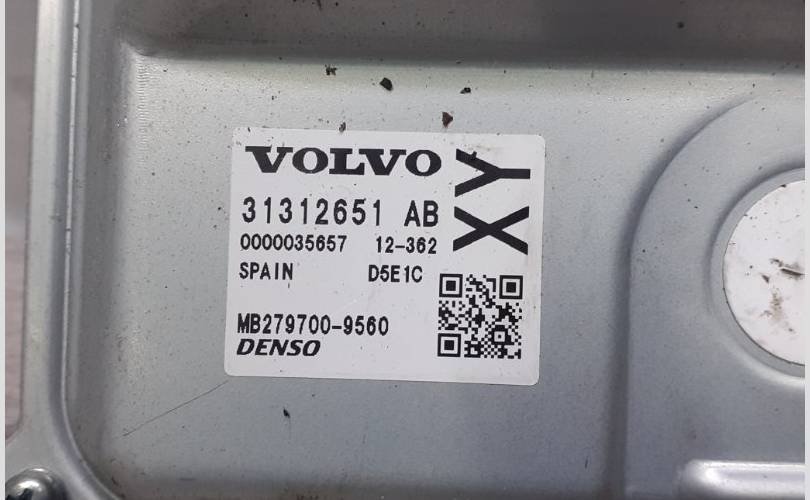 VOLVO
XY
31312651 AB
0000035657 12-362
SPAIN D5E1C
MB279700-9560
DENSO